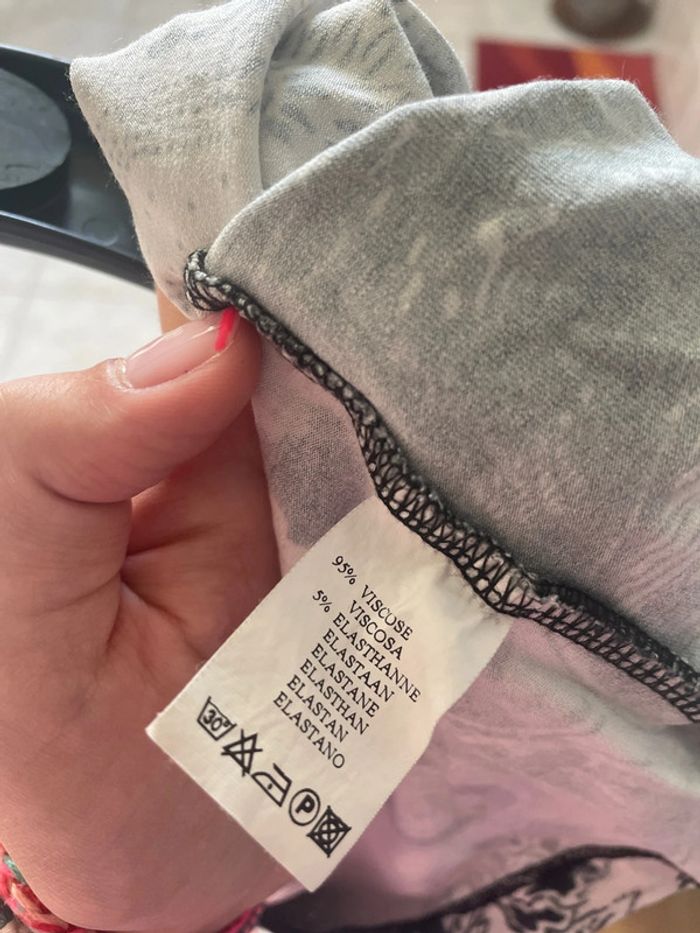 95% VISCOSE
VISCOSA
5% ELASTHANNE
ELASTAAN
ELASTANE
ELASTHAN
ELASTAN
ELASTANO
30°
P